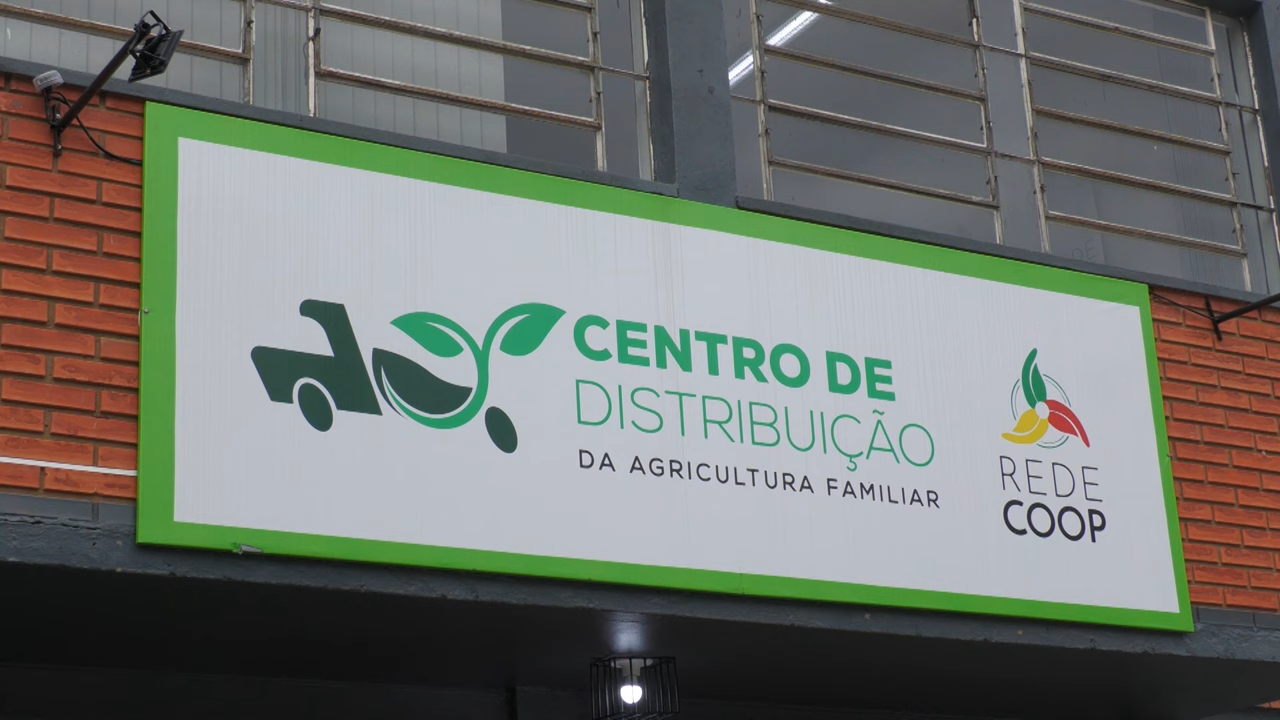 CENTRO DE
DISTRIBUIÇÃO
DA AGRICULTURA FAMILIAR
REDE
COOP